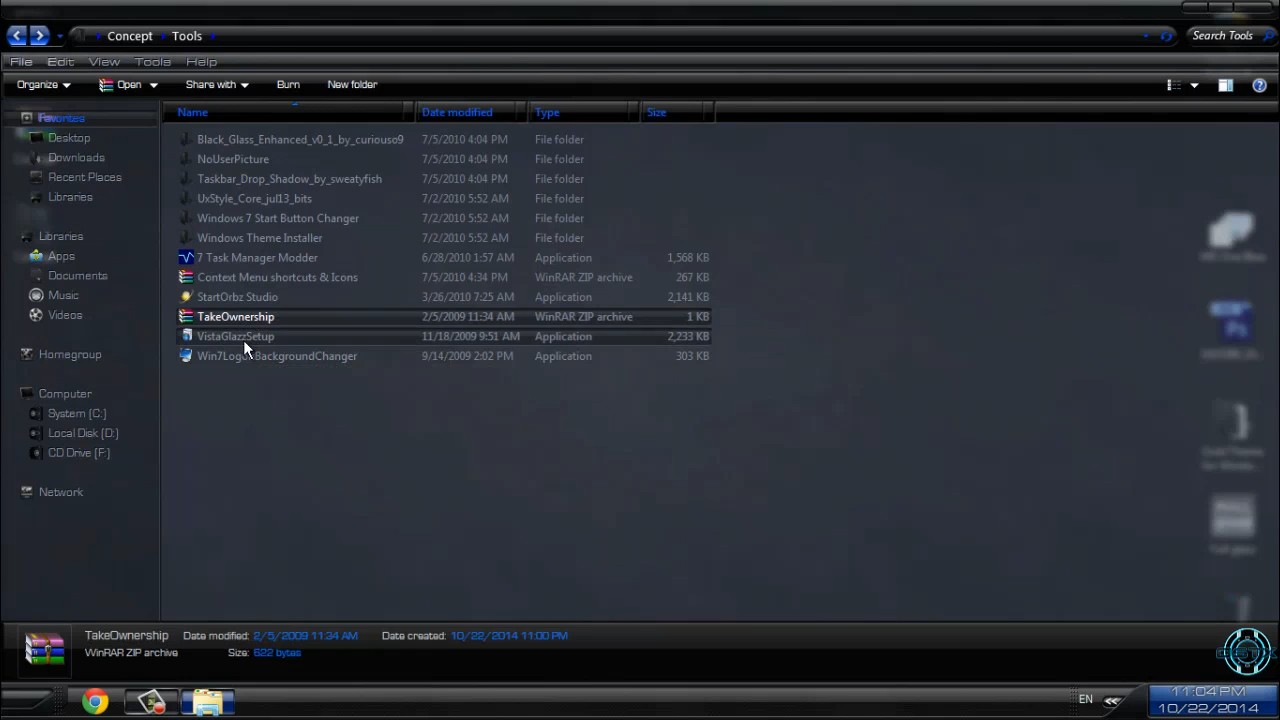 Concept Tools
Search Tools
File Edit View Tools Help
Organize Open Share with Burn New folder
Name Date modified Type Size
Favorites
Desktop
Downloads
Recent Places
Libraries
Libraries
Apps
Documents
Music
Videos
Homegroup
Computer
System (C:)
Local Disk (D:)
CD Drive (F:)
Network
Black_Glass_Enhanced_v0_1_by_curiouso9 7/5/2010 4:04 PM File folder
NoUserPicture 7/5/2010 4:04 PM File folder
Taskbar_Drop_Shadow_by_sweatyfish 7/5/2010 4:04 PM File folder
UxStyle_Core_jul13_bits 7/2/2010 5:52 AM File folder
Windows 7 Start Button Changer 7/2/2010 5:52 AM File folder
Windows Theme Installer 7/2/2010 5:52 AM File folder
7 Task Manager Modder 6/28/2010 1:57 AM Application 1,568 KB
Context Menu shortcuts & Icons 7/5/2010 4:34 PM WinRAR ZIP archive 267 KB
StartOrbz Studio 3/26/2010 7:25 AM Application 2,141 KB
TakeOwnership 2/5/2009 11:34 AM WinRAR ZIP archive 1 KB
VistaGlazzSetup 11/18/2009 9:51 AM Application 2,233 KB
Win7LogonBackgroundChanger 9/14/2009 2:02 PM Application 303 KB
TakeOwnership Date modified: 2/5/2009 11:34 AM Date created: 10/22/2014 11:00 PM
WinRAR ZIP archive Size: 622 bytes
EN
11:04 PM
10/22/2014